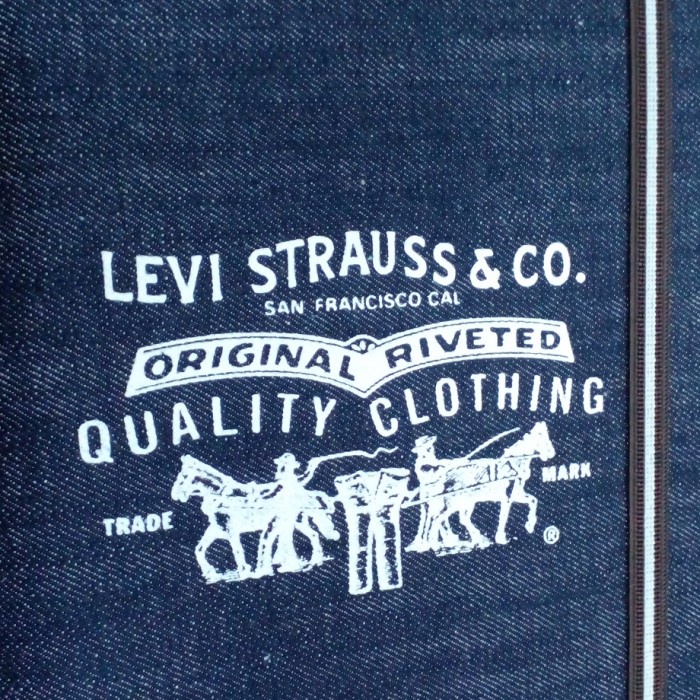 LEVI STRAUSS & CO.
SAN FRANCISCO CAL
ORIGINAL RIVETED
QUALITY CLOTHING
TRADE MARK
®